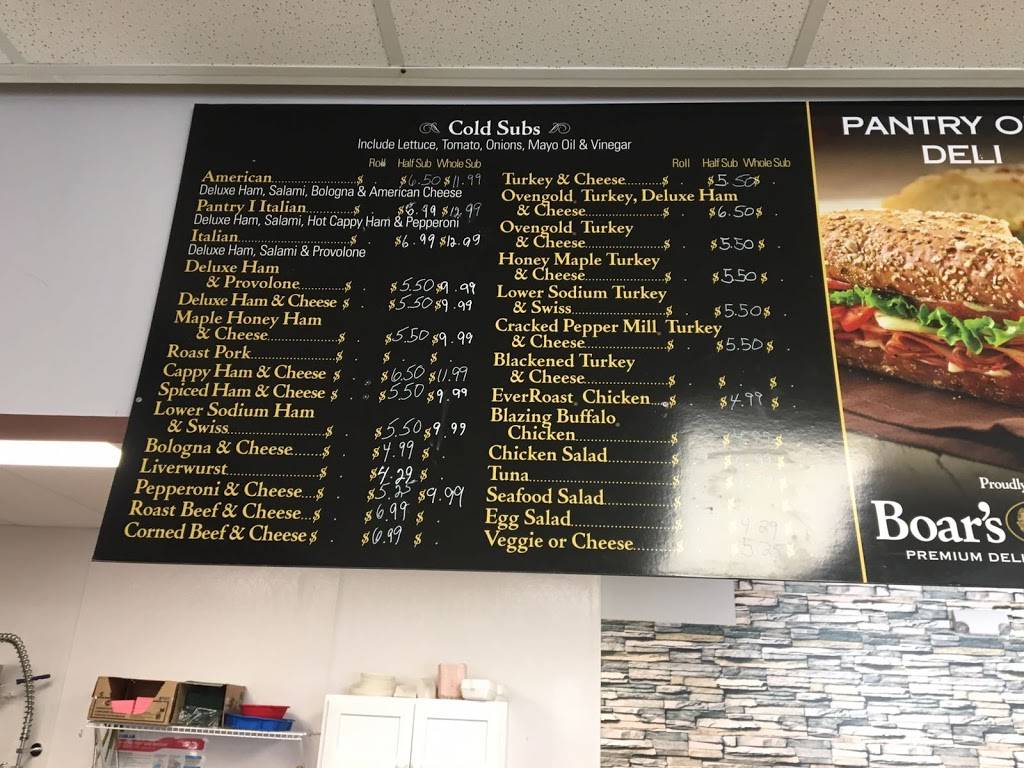 Cold Subs
Include Lettuce, Tomato, Onions, Mayo Oil & Vinegar
Roll Half Sub Whole Sub
American $ . $6.50 $11.99
Deluxe Ham, Salami, Bologna & American Cheese
Pantry I Italian $ . $6.99 $12.99
Deluxe Ham, Salami, Hot Cappy Ham & Pepperoni
Italian $ . $6.99 $12.99
Deluxe Ham, Salami & Provolone
Deluxe Ham
& Provolone $ . $5.50 $9.99
Deluxe Ham & Cheese $ . $5.50 $9.99
Maple Honey Ham
& Cheese $ . $5.50 $9.99
Roast Pork $ . $ . $ .
Cappy Ham & Cheese $ . $6.50 $11.99
Spiced Ham & Cheese $ . $5.50 $9.99
Lower Sodium Ham
& Swiss $ . $5.50 $9.99
Bologna & Cheese $ . $4.99 $ .
Liverwurst $ . $4.29 $ .
Pepperoni & Cheese $ . $5.25 $9.99
Roast Beef & Cheese $ . $6.99 $ .
Corned Beef & Cheese $ . $6.99 $ .
Roll Half Sub Whole Sub
Turkey & Cheese $ . $5.50 $ .
Ovengold® Turkey, Deluxe Ham
& Cheese $ . $6.50 $ .
Ovengold® Turkey
& Cheese $ . $5.50 $ .
Honey Maple Turkey
& Cheese $ . $5.50 $ .
Lower Sodium Turkey
& Swiss $ . $5.50 $ .
Cracked Pepper Mill® Turkey
& Cheese $ . $5.50 $ .
Blackened Turkey
& Cheese $ . $ . $ .
EverRoast® Chicken $ . $4.99 $ .
Blazing Buffalo®
Chicken $
Chicken Salad $
Tuna $
Seafood Salad $
Egg Salad $
Veggie or Cheese $
PANTRY
DELI
Proudly
Boar's
PREMIUM